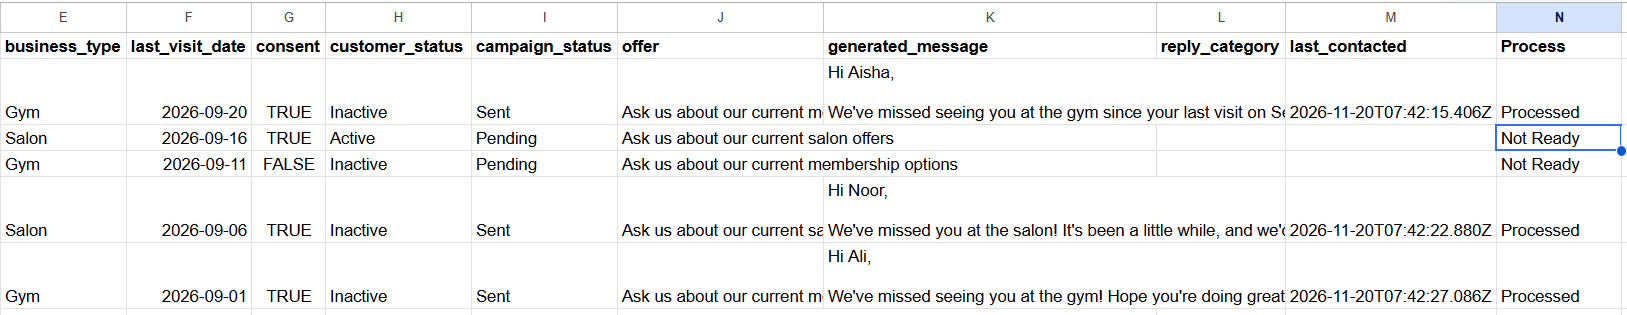 E F G H I J K L M N
business_type last_visit_date consent customer_status campaign_status offer generated_message reply_category last_contacted Process
Hi Aisha,
Gym 2026-09-20 TRUE Inactive Sent Ask us about our current m We've missed seeing you at the gym since your last visit on Se 2026-11-20T07:42:15.406Z Processed
Salon 2026-09-16 TRUE Active Pending Ask us about our current salon offers Not Ready
Gym 2026-09-11 FALSE Inactive Pending Ask us about our current membership options Not Ready
Hi Noor,
Salon 2026-09-06 TRUE Inactive Sent Ask us about our current sa We've missed you at the salon! It's been a little while, and we'd 2026-11-20T07:42:22.880Z Processed
Hi Ali,
Gym 2026-09-01 TRUE Inactive Sent Ask us about our current m We've missed seeing you at the gym! Hope you're doing great 2026-11-20T07:42:27.086Z Processed